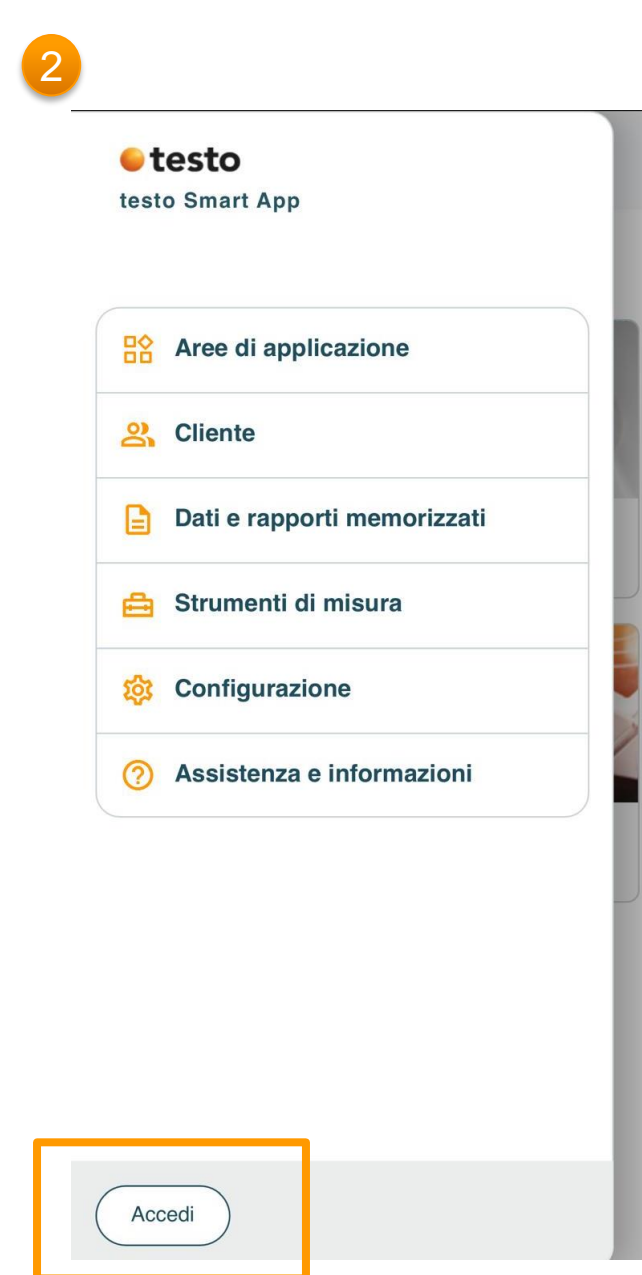 2
testo
testo Smart App
Aree di applicazione
Cliente
Dati e rapporti memorizzati
Strumenti di misura
Configurazione
Assistenza e informazioni
Accedi